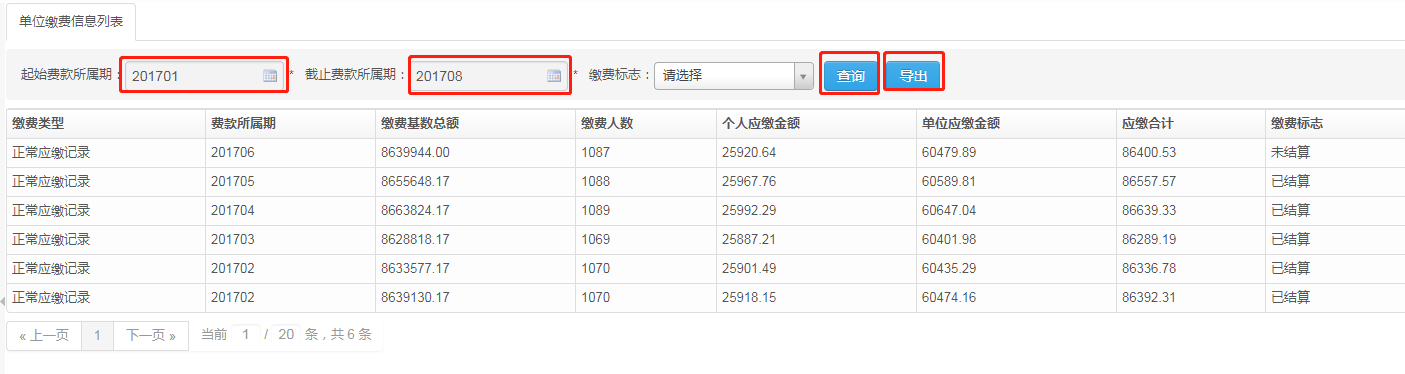 单位缴费信息列表
起始费款所属期： 201701 * 截止费款所属期： 201708 * 缴费标志： 请选择 查询 导出
缴费类型 费款所属期 缴费基数总额 缴费人数 个人应缴金额 单位应缴金额 应缴合计 缴费标志
正常应缴记录 201706 8639944.00 1087 25920.64 60479.89 86400.53 未结算
正常应缴记录 201705 8655648.17 1088 25967.76 60589.81 86557.57 已结算
正常应缴记录 201704 8663824.17 1089 25992.29 60647.04 86639.33 已结算
正常应缴记录 201703 8628818.17 1069 25887.21 60401.98 86289.19 已结算
正常应缴记录 201702 8633577.17 1070 25901.49 60435.29 86336.78 已结算
正常应缴记录 201702 8639130.17 1070 25918.15 60474.16 86392.31 已结算
« 上一页 1 下一页 » 当前 1 / 20 条，共 6 条